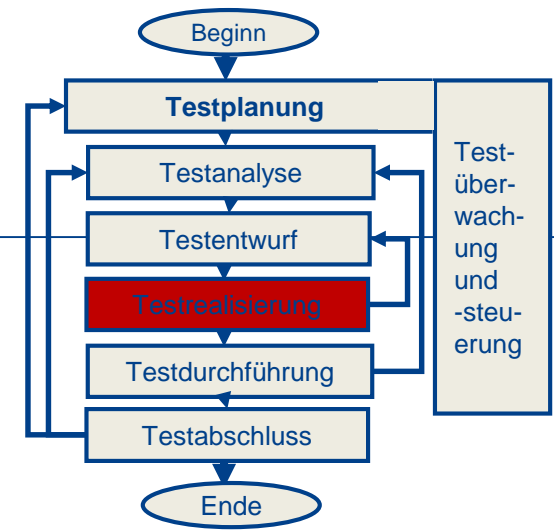 Beginn
Testplanung
Testanalyse
Testentwurf
Testrealisierung
Testdurchführung
Testabschluss
Ende
Test-
über-
wach-
ung
und
-steu-
erung